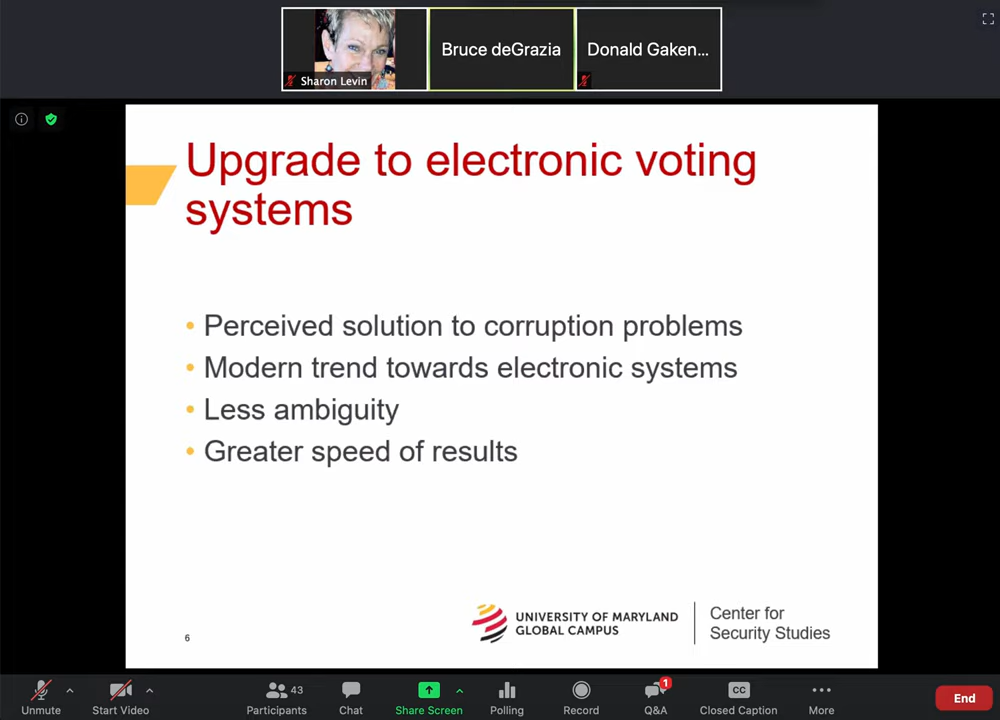 Sharon Levin
Bruce deGrazia
Donald Gaken...
Upgrade to electronic voting
systems
• Perceived solution to corruption problems
• Modern trend towards electronic systems
• Less ambiguity
• Greater speed of results
6
UNIVERSITY OF MARYLAND
GLOBAL CAMPUS
Center for
Security Studies
Unmute
Start Video
Participants
43
Chat
Share Screen
Polling
Record
Q&A
1
CC
Closed Caption
More
End